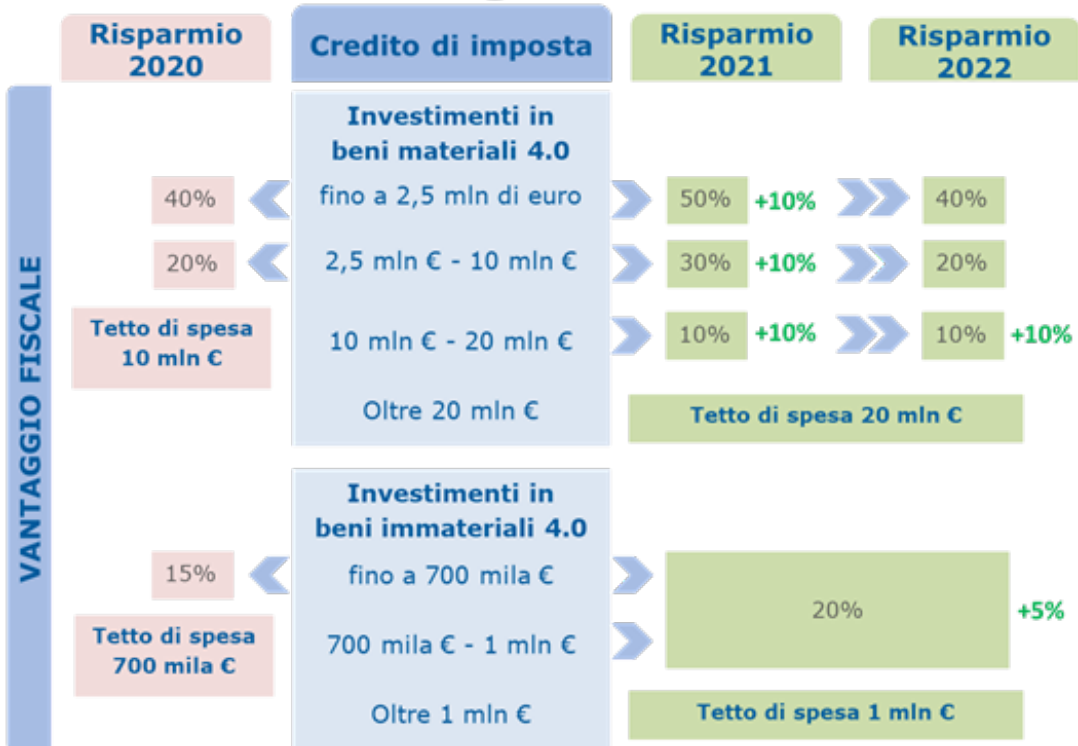 Risparmio
2020
Credito di imposta
Risparmio
2021
Risparmio
2022
VANTAGGIO FISCALE
Investimenti in
beni materiali 4.0
40%
fino a 2,5 mln di euro
50% +10%
40%
20%
2,5 mln € - 10 mln €
30% +10%
20%
Tetto di spesa
10 mln €
10 mln € - 20 mln €
10% +10%
10% +10%
Oltre 20 mln €
Tetto di spesa 20 mln €
Investimenti in
beni immateriali 4.0
15%
fino a 700 mila €
20%
+5%
Tetto di spesa
700 mila €
700 mila € - 1 mln €
Oltre 1 mln €
Tetto di spesa 1 mln €